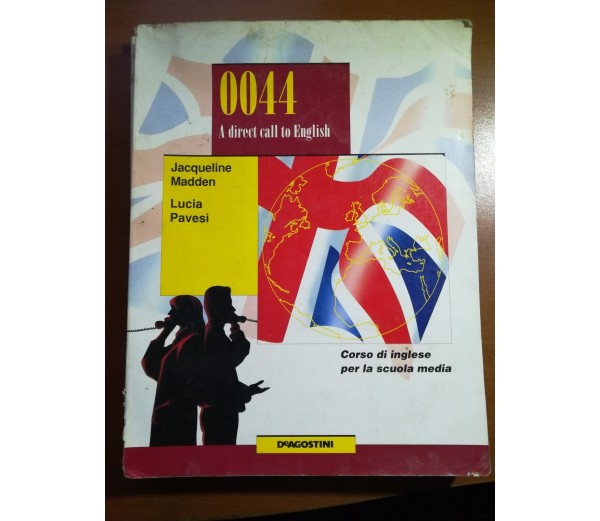 0044
A direct call to English
Jacqueline
Madden
Lucia
Pavesi
Corso di inglese
per la scuola media
DeAGOSTINI